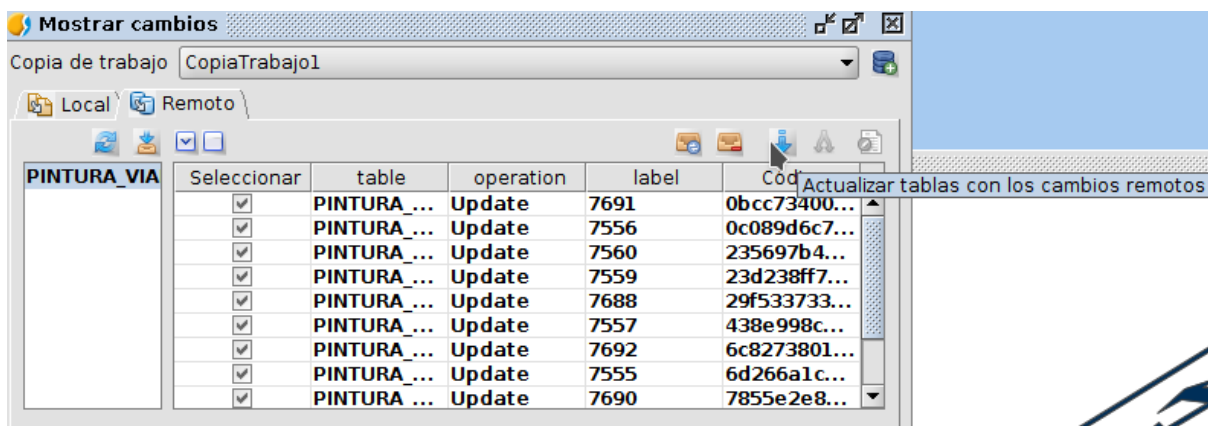 Mostrar cambios
Copia de trabajo CopiaTrabajo1
Local Remoto
PINTURA_VIA Seleccionar table operation label Cód
Actualizar tablas con los cambios remotos
PINTURA_... Update 7691 0bcc73400...
PINTURA_... Update 7556 0c089d6c7...
PINTURA_... Update 7560 235697b4...
PINTURA_... Update 7559 23d238ff7...
PINTURA_... Update 7688 29f533733...
PINTURA_... Update 7557 438e998c...
PINTURA_... Update 7692 6c8273801...
PINTURA_... Update 7555 6d266a1c...
PINTURA_... Update 7690 7855e2e8...